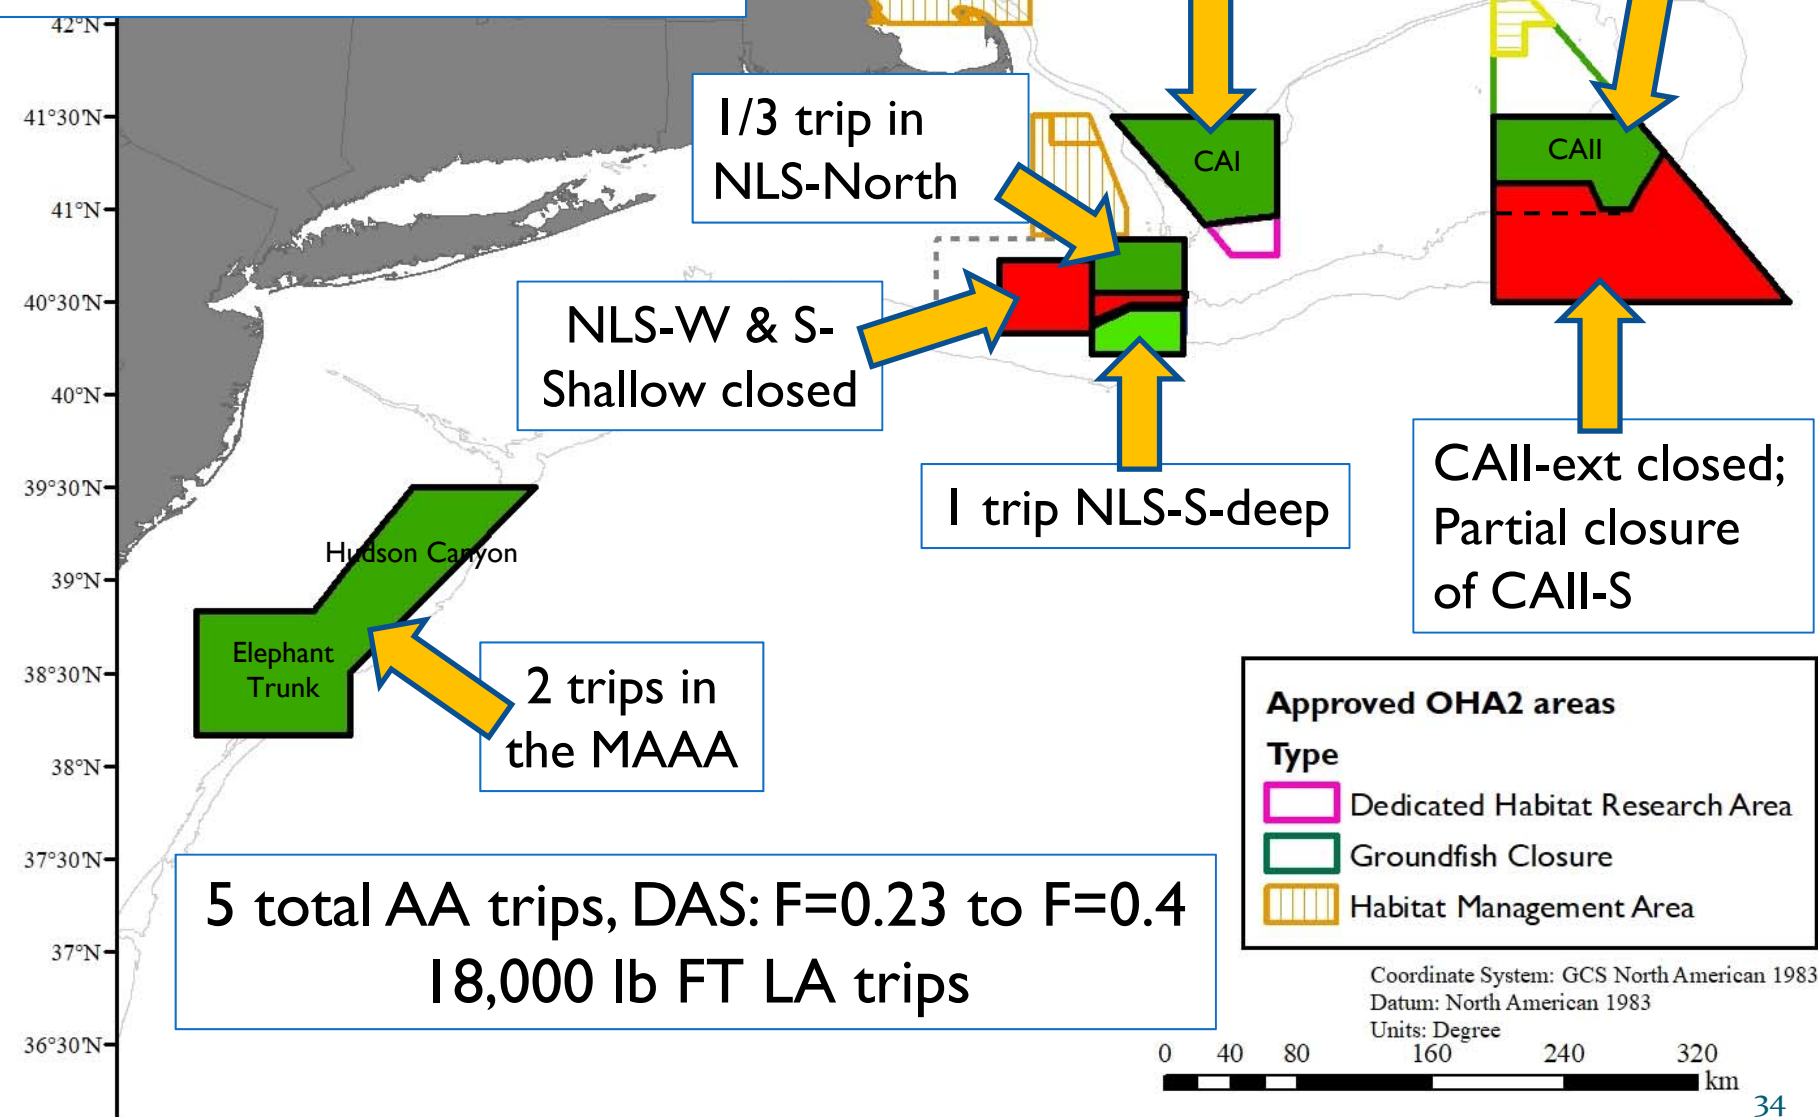 42°N
41°30'N
41°N
40°30'N
40°N
39°30'N
39°N
38°30'N
38°N
37°30'N
37°N
36°30'N
1/3 trip in
NLS-North
CAI
CAII
NLS-W & S-
Shallow closed
1 trip NLS-S-deep
CAII-ext closed;
Partial closure
of CAII-S
Hudson Canyon
Elephant
Trunk
2 trips in
the MAAA
5 total AA trips, DAS: F=0.23 to F=0.4
18,000 lb FT LA trips
Approved OHA2 areas
Type
Dedicated Habitat Research Area
Groundfish Closure
Habitat Management Area
Coordinate System: GCS North American 1983
Datum: North American 1983
Units: Degree
0 40 80 160 240 320
km
34